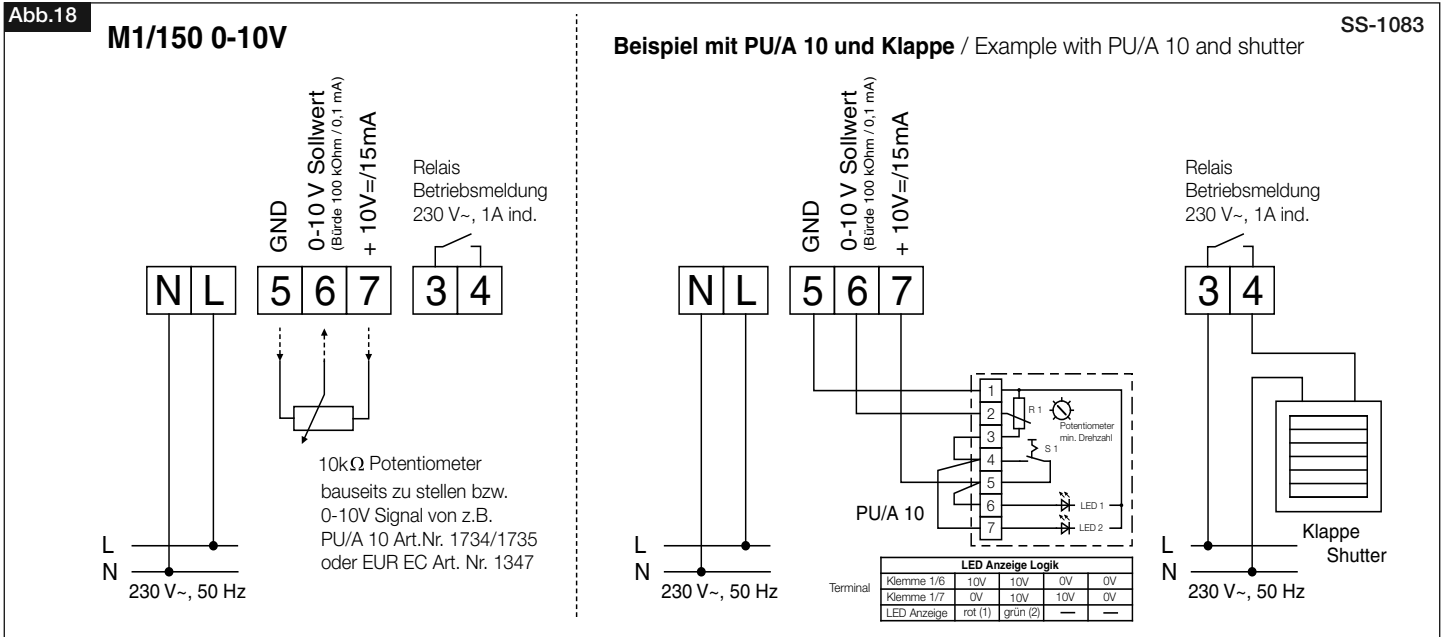 Abb.18
M1/150 0-10V
GND
0-10 V Sollwert
(Bürde 100 kOhm / 0,1 mA)
+ 10V=/15mA
Relais
Betriebsmeldung
230 V~, 1A ind.
N L 5 6 7 3 4
10kΩ Potentiometer
bauseits zu stellen bzw.
0-10V Signal von z.B.
PU/A 10 Art.Nr. 1734/1735
oder EUR EC Art. Nr. 1347
L
N
230 V~, 50 Hz
SS-1083
Beispiel mit PU/A 10 und Klappe / Example with PU/A 10 and shutter
GND
0-10 V Sollwert
(Bürde 100 kOhm / 0,1 mA)
+ 10V=/15mA
Relais
Betriebsmeldung
230 V~, 1A ind.
N L 5 6 7 3 4
1
2
3
4
5
6
7
R 1
Potentiometer
min. Drehzahl
S 1
LED 1
LED 2
PU/A 10
L
N
230 V~, 50 Hz
Terminal
LED Anzeige Logik
Klemme 1/6 10V 10V 0V 0V
Klemme 1/7 0V 10V 10V 0V
LED Anzeige rot (1) grün (2) — —
L
N
230 V~, 50 Hz
Klappe
Shutter